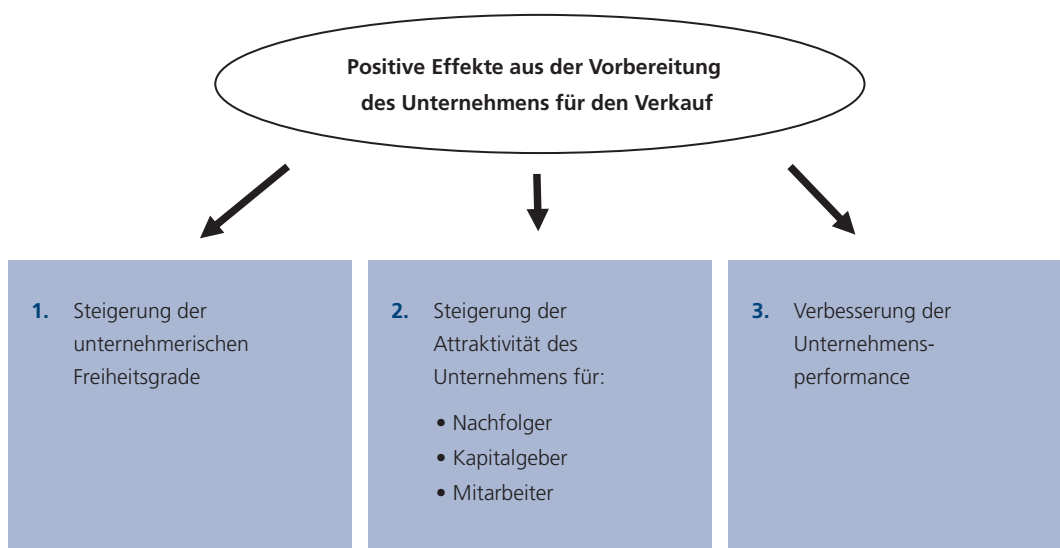 Positive Effekte aus der Vorbereitung
des Unternehmens für den Verkauf
1. Steigerung der
unternehmerischen
Freiheitsgrade
2. Steigerung der
Attraktivität des
Unternehmens für:
• Nachfolger
• Kapitalgeber
• Mitarbeiter
3. Verbesserung der
Unternehmens-
performance